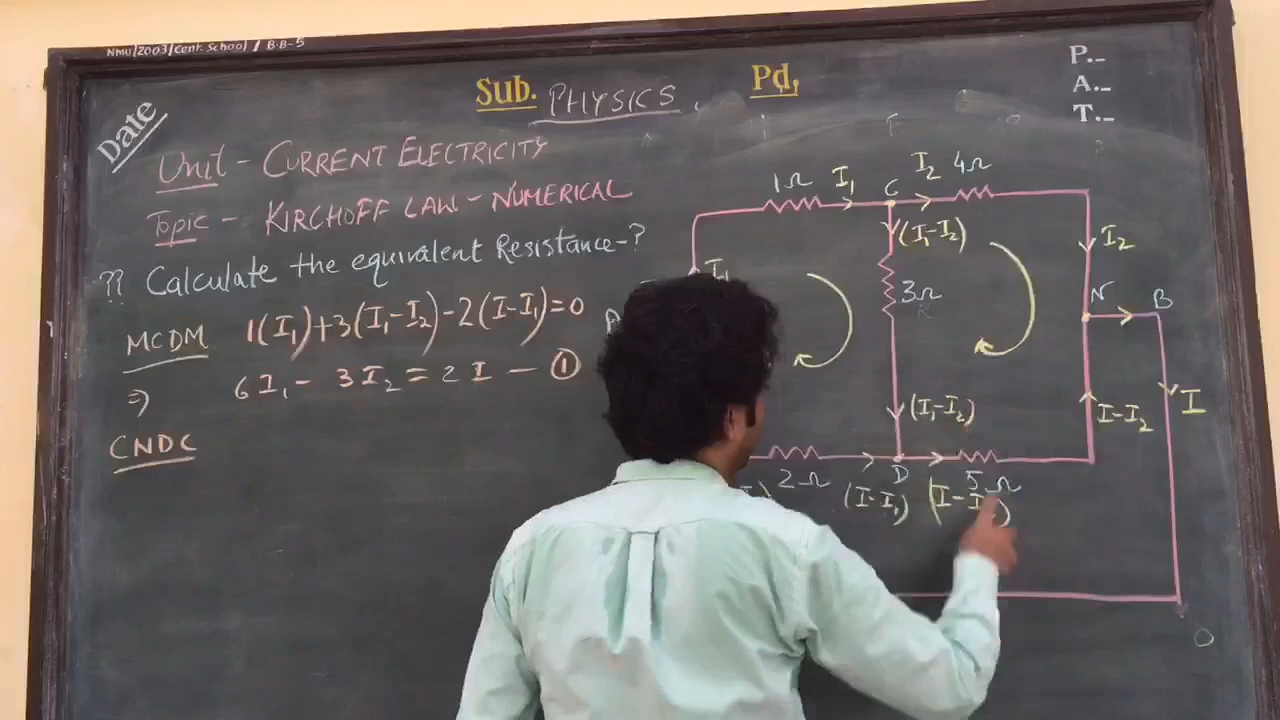 NMU/2003/Cent. School/B.B-5
Date
Sub. PHYSICS.
Pd,
P.-
A.-
T.-
Unit - CURRENT ELECTRICITY
Topic - KIRCHOFF LAW - NUMERICAL
?? Calculate the equivalent Resistance-?
MCDM 1(I₁)+3(I₁-I₂)-2(I-I₁)=0
⇒ 6I₁ - 3I₂ = 2I - ①
CNDC
1Ω I₁ C I₂ 4Ω
I₁ (I₁-I₂) I₂
3Ω N B
(I₁-I₂) I-I₂ I
2Ω D 5Ω
(I-I₁)